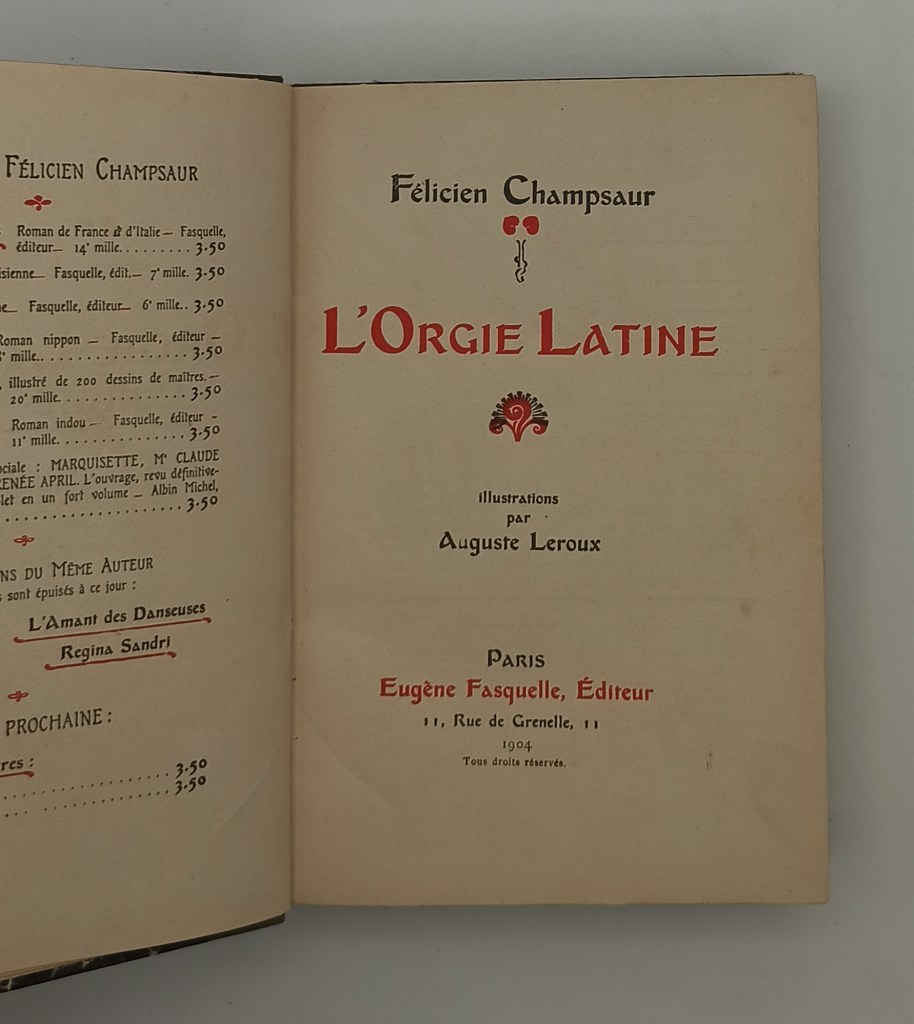 Félicien Champsaur
Roman de France & d'Italie — Fasquelle,
éditeur — 14e mille. . . . . . . . . 3.50
Fasquelle, édit. — 7e mille. 3.50
Fasquelle, éditeur — 6e mille. . 3.50
Roman nippon — Fasquelle, éditeur —
mille. . . . . . . . . . . . . . . . . 3.50
illustré de 200 dessins de maîtres. —
20e mille. . . . . . . . . . . . . . . 3.50
Roman indou — Fasquelle, éditeur -
11e mille. . . . . . . . . . . . . . 3.50
: MARQUISETTE, Me CLAUDE
RENÉE APRIL. L'ouvrage, revu définitive-
en un fort volume — Albin Michel,
. . . . . . . . . . . . . . . . . . . 3.50
du Même Auteur
sont épuisés à ce jour :
L'Amant des Danseuses
Regina Sandri
PROCHAINE :
. . . . . . . . . . . . . . . . . 3.50
. . . . . . . . . . . . . . . . . 3.50
Félicien Champsaur
L'Orgie Latine
illustrations
par
Auguste Leroux
Paris
Eugène Fasquelle, Éditeur
11, Rue de Grenelle, 11
1904
Tous droits réservés.